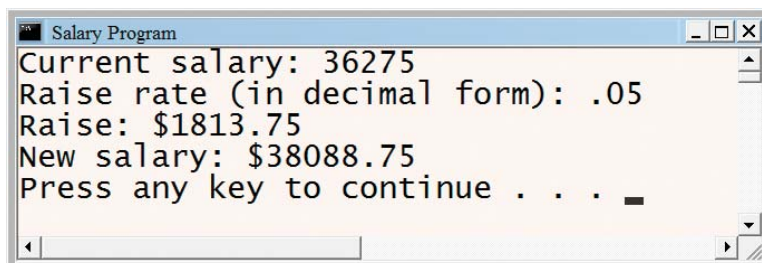 Salary Program
Current salary: 36275
Raise rate (in decimal form): .05
Raise: $1813.75
New salary: $38088.75
Press any key to continue . . . _